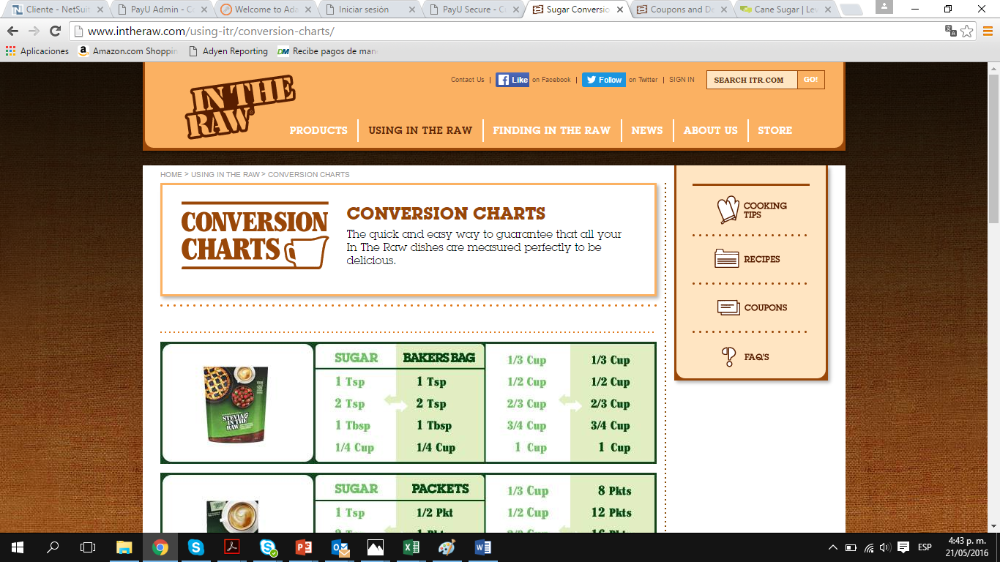 Cliente - NetSuit
PayU Admin - Co
Welcome to Ada
Iniciar sesión
PayU Secure - Co
Sugar Conversio
Coupons and De
Cane Sugar | Lev
www.intheraw.com/using-itr/conversion-charts/
Aplicaciones
Amazon.com Shoppin
Adyen Reporting
DM Recibe pagos de man
Contact Us | Like on Facebook | Follow on Twitter | SIGN IN
SEARCH ITR.COM GO!
IN THE
RAW®
PRODUCTS
USING IN THE RAW
FINDING IN THE RAW
NEWS
ABOUT US
STORE
HOME > USING IN THE RAW > CONVERSION CHARTS
CONVERSION
CHARTS
CONVERSION CHARTS
The quick and easy way to guarantee that all your
In The Raw dishes are measured perfectly to be
delicious.
COOKING
TIPS
RECIPES
COUPONS
FAQ'S
STEVIA
IN THE
RAW
SUGAR BAKERS BAG 1/3 Cup 1/3 Cup
1 Tsp 1 Tsp 1/2 Cup 1/2 Cup
2 Tsp 2 Tsp 2/3 Cup 2/3 Cup
1 Tbsp 1 Tbsp 3/4 Cup 3/4 Cup
1/4 Cup 1/4 Cup 1 Cup 1 Cup
SUGAR PACKETS 1/3 Cup 8 Pkts
1 Tsp 1/2 Pkt 1/2 Cup 12 Pkts
ESP
4:43 p. m.
21/05/2016